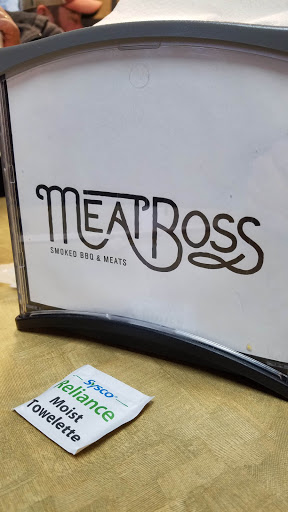 MEATBOSS
SMOKED BBQ & MEATS
Sysco
Reliance
Moist
Towelette